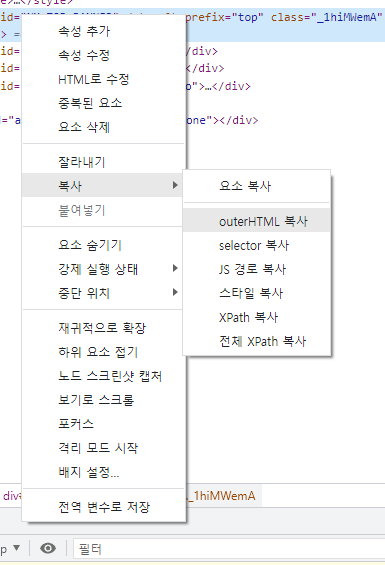 ></style>
id="
prefix="top" class="_1hiMWemA
> =
</div>
id=
</div>
id=
o">…</div>
one"></div>
속성 추가
속성 수정
HTML로 수정
중복된 요소
요소 삭제
잘라내기
복사
붙여넣기
요소 숨기기
강제 실행 상태
중단 위치
재귀적으로 확장
하위 요소 접기
노드 스크린샷 캡처
보기로 스크롤
포커스
격리 모드 시작
배지 설정...
전역 변수로 저장
요소 복사
outerHTML 복사
selector 복사
JS 경로 복사
스타일 복사
XPath 복사
전체 XPath 복사
div
_1hiMWemA
p
필터